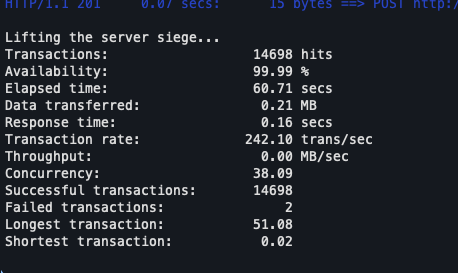 HTTP/1.1 201 0.07 secs: 15 bytes ==> POST http:/
Lifting the server siege...
Transactions: 14698 hits
Availability: 99.99 %
Elapsed time: 60.71 secs
Data transferred: 0.21 MB
Response time: 0.16 secs
Transaction rate: 242.10 trans/sec
Throughput: 0.00 MB/sec
Concurrency: 38.09
Successful transactions: 14698
Failed transactions: 2
Longest transaction: 51.08
Shortest transaction: 0.02